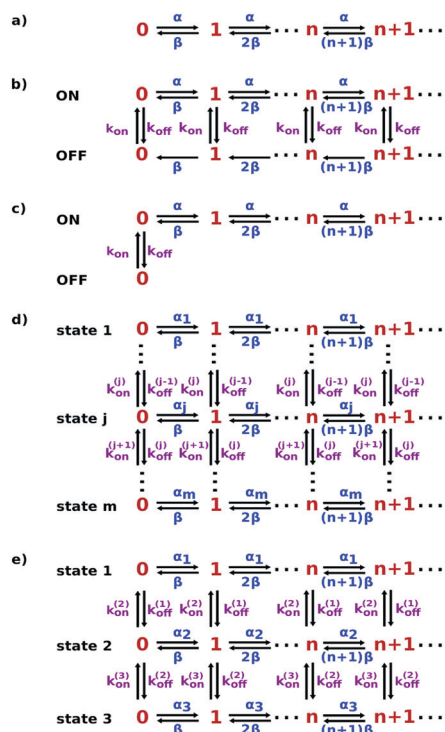 a)
α α α
0 1 ··· n n+1 ···
β 2β (n+1)β
b)
α α α
ON 0 1 ··· n n+1 ···
β 2β (n+1)β
kon koff kon koff kon koff kon koff
OFF 0 1 ··· n n+1 ···
β 2β (n+1)β
c)
α α α
ON 0 1 ··· n n+1 ···
β 2β (n+1)β
kon koff
OFF 0
d)
α1 α1 α1
state 1 0 1 ··· n n+1 ···
β 2β (n+1)β
kon(j) koff(j-1) kon(j) koff(j-1) kon(j) koff(j-1) kon(j) koff(j-1)
αj αj αj
state j 0 1 ··· n n+1 ···
β 2β (n+1)β
kon(j+1) koff(j) kon(j+1) koff(j) kon(j+1) koff(j) kon(j+1) koff(j)
αm αm αm
state m 0 1 ··· n n+1 ···
β 2β (n+1)β
e)
α1 α1 α1
state 1 0 1 ··· n n+1 ···
β 2β (n+1)β
kon(2) koff(1) kon(2) koff(1) kon(2) koff(1) kon(2) koff(1)
α2 α2 α2
state 2 0 1 ··· n n+1 ···
β 2β (n+1)β
kon(3) koff(2) kon(3) koff(2) kon(3) koff(2) kon(3) koff(2)
α3 α3 α3
state 3 0 1 ··· n n+1 ···
β 2β (n+1)β